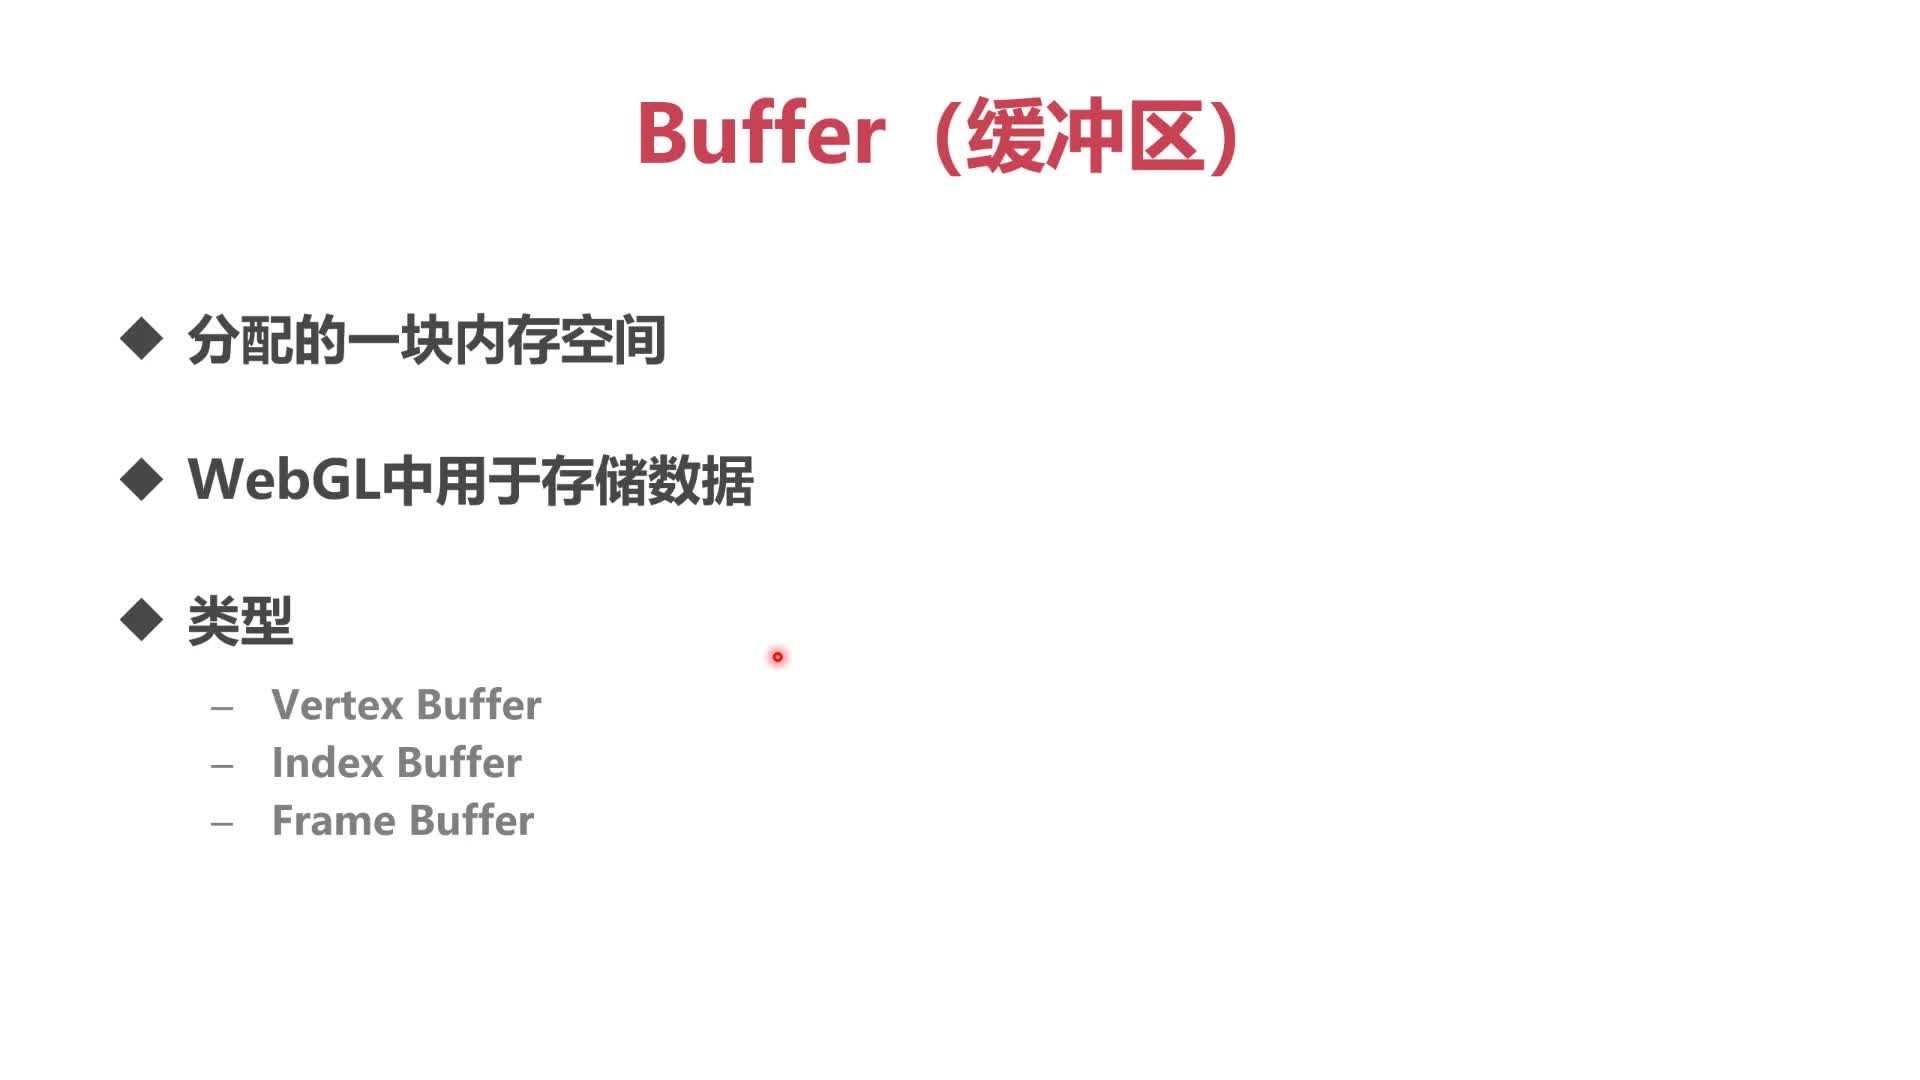 Buffer（缓冲区）
◆ 分配的一块内存空间
◆ WebGL中用于存储数据
◆ 类型
– Vertex Buffer
– Index Buffer
– Frame Buffer